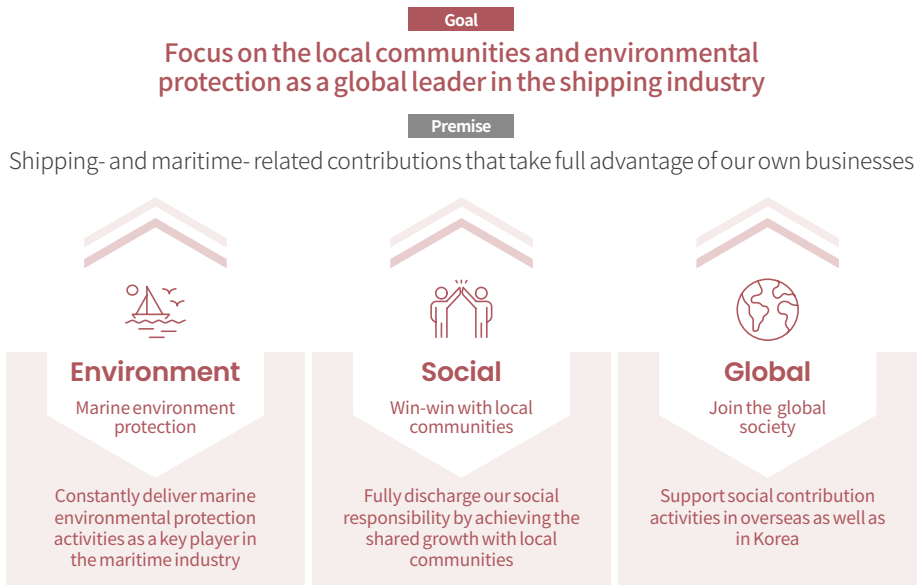 Goal
Focus on the local communities and environmental
protection as a global leader in the shipping industry
Premise
Shipping- and maritime- related contributions that take full advantage of our own businesses
Environment
Marine environment
protection
Constantly deliver marine
environmental protection
activities as a key player in
the maritime industry
Social
Win-win with local
communities
Fully discharge our social
responsibility by achieving the
shared growth with local
communities
Global
Join the global
society
Support social contribution
activities in overseas as well as
in Korea